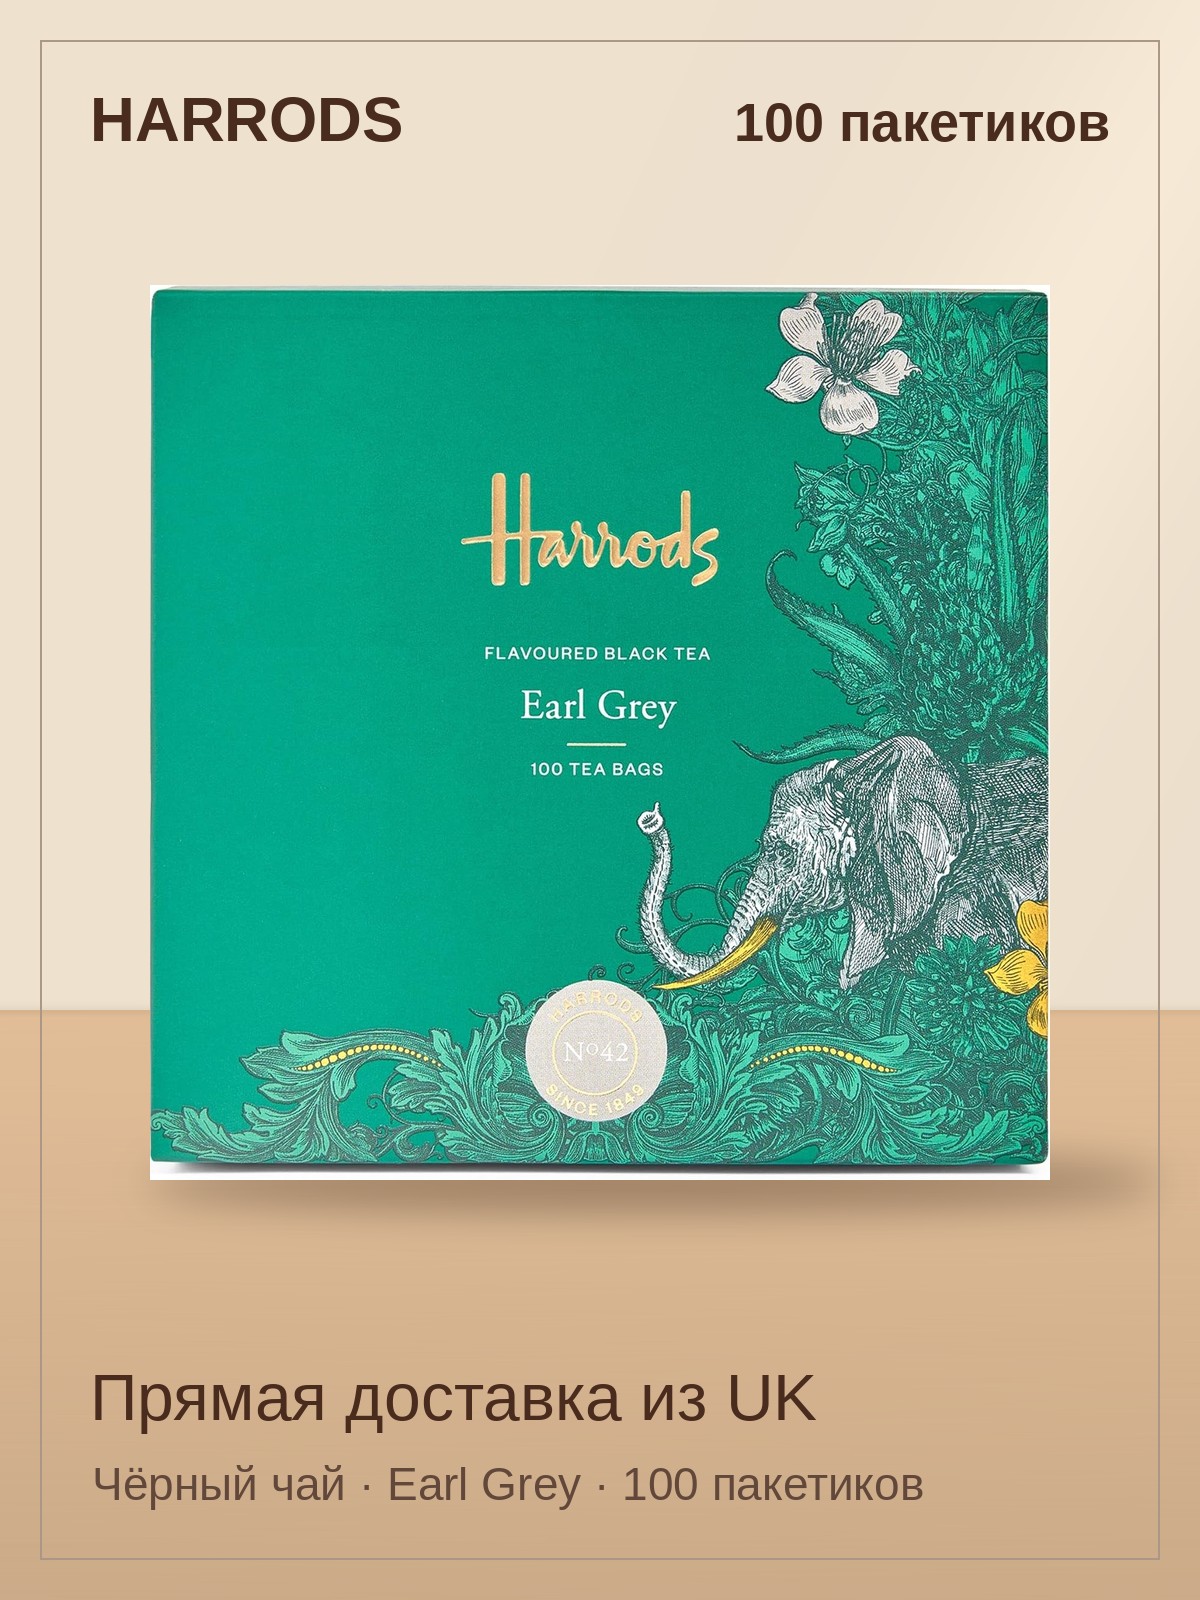 HARRODS
100 пакетиков
Harrods
FLAVOURED BLACK TEA
Earl Grey
100 TEA BAGS
HARRODS
Nº42
SINCE 1849
Прямая доставка из UK
Чёрный чай · Earl Grey · 100 пакетиков